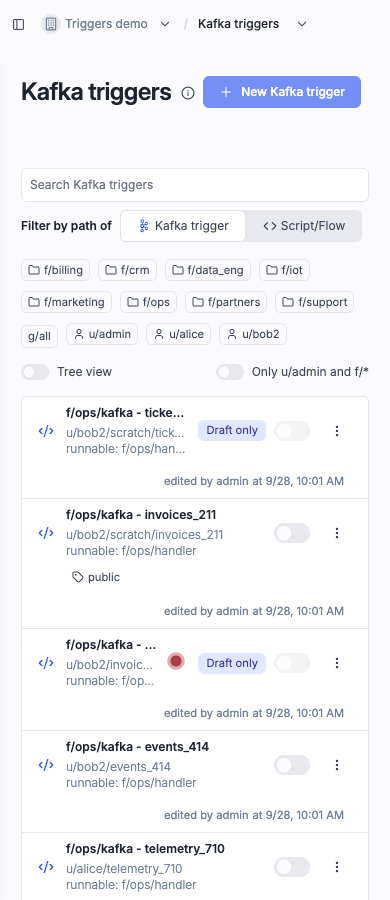 Triggers demo / Kafka triggers
Kafka triggers
New Kafka trigger
Search Kafka triggers
Filter by path of
Kafka trigger
Script/Flow
f/billing
f/crm
f/data_eng
f/iot
f/marketing
f/ops
f/partners
f/support
g/all
u/admin
u/alice
u/bob2
Tree view
Only u/admin and f/*
f/ops/kafka - ticke...
u/bob2/scratch/tick...
runnable: f/ops/han...
Draft only
edited by admin at 9/28, 10:01 AM
f/ops/kafka - invoices_211
u/bob2/scratch/invoices_211
runnable: f/ops/handler
public
edited by admin at 9/28, 10:01 AM
f/ops/kafka - ...
u/bob2/invoic...
runnable: f/op...
Draft only
edited by admin at 9/28, 10:01 AM
f/ops/kafka - events_414
u/bob2/events_414
runnable: f/ops/handler
edited by admin at 9/28, 10:01 AM
f/ops/kafka - telemetry_710
u/alice/telemetry_710
runnable: f/ops/handler